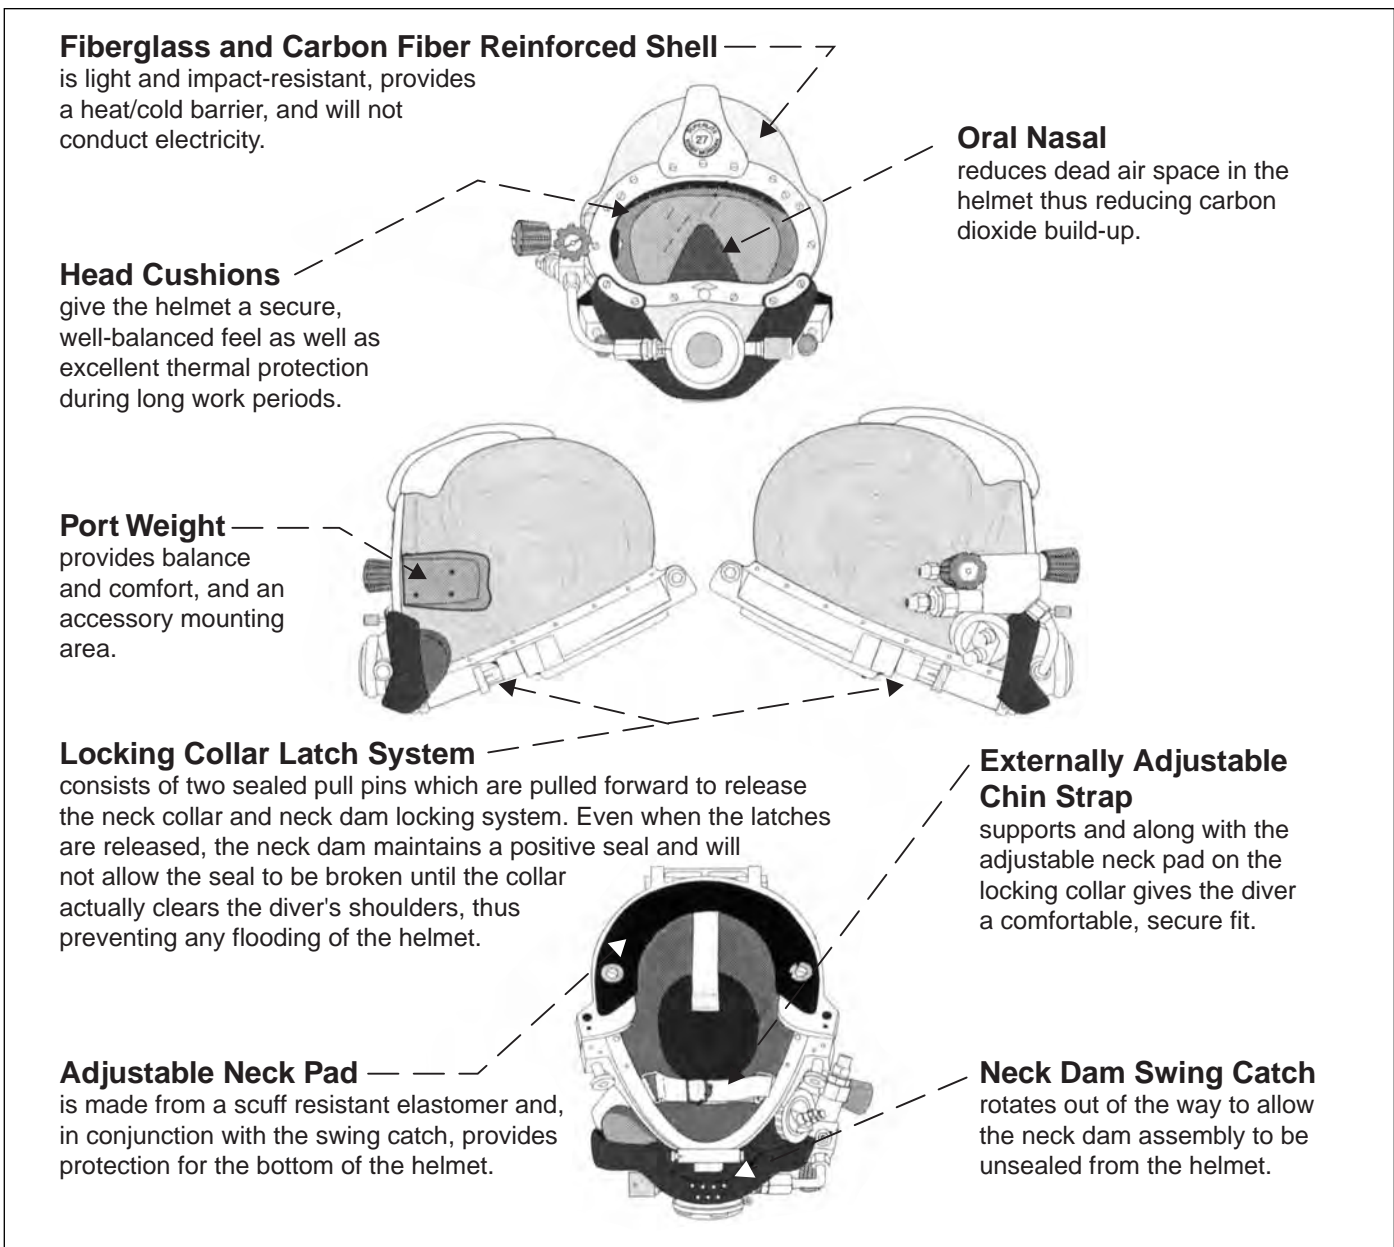 Fiberglass and Carbon Fiber Reinforced Shell
is light and impact-resistant, provides
a heat/cold barrier, and will not
conduct electricity.
27
Oral Nasal
reduces dead air space in the
helmet thus reducing carbon
dioxide build-up.
Head Cushions
give the helmet a secure,
well-balanced feel as well as
excellent thermal protection
during long work periods.
Port Weight
provides balance
and comfort, and an
accessory mounting
area.
Locking Collar Latch System
consists of two sealed pull pins which are pulled forward to release
the neck collar and neck dam locking system. Even when the latches
are released, the neck dam maintains a positive seal and will
not allow the seal to be broken until the collar
actually clears the diver's shoulders, thus
preventing any flooding of the helmet.
Externally Adjustable
Chin Strap
supports and along with the
adjustable neck pad on the
locking collar gives the diver
a comfortable, secure fit.
Adjustable Neck Pad
is made from a scuff resistant elastomer and,
in conjunction with the swing catch, provides
protection for the bottom of the helmet.
Neck Dam Swing Catch
rotates out of the way to allow
the neck dam assembly to be
unsealed from the helmet.